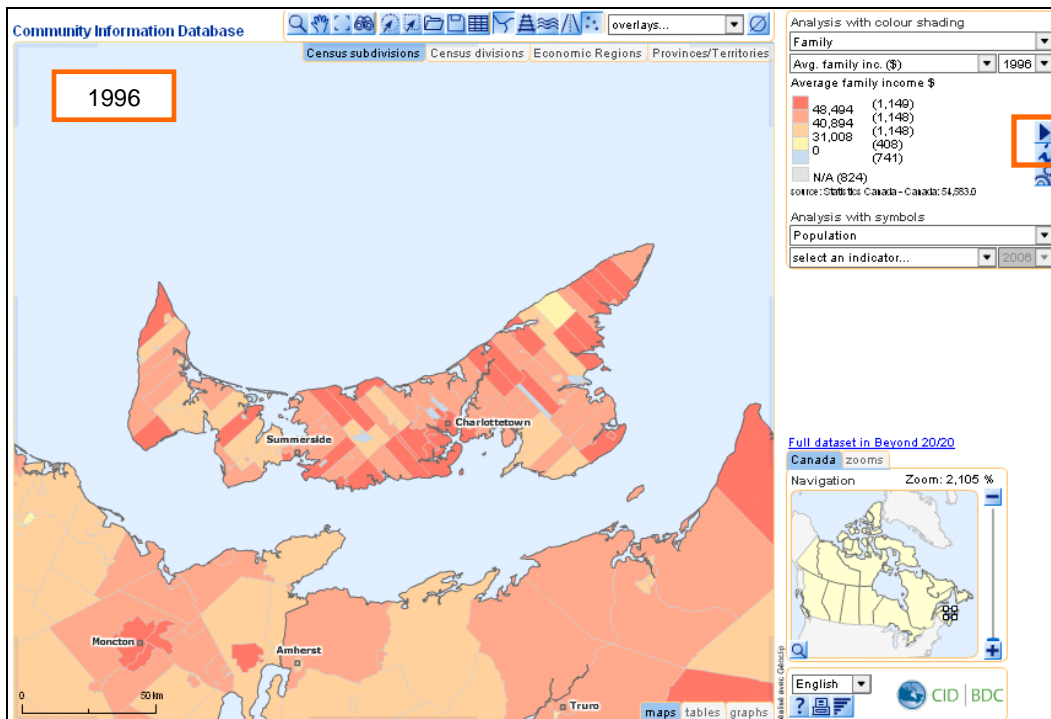 Community Information Database
overlays...
Census subdivisions Census divisions Economic Regions Provinces/Territories
1996
Summerside
Charlottetown
Moncton
Amherst
Truro
0 50 km
maps tables graphs
Analysis with colour shading
Family
Avg. family inc. ($) 1996
Average family income $
48,494 (1,149)
40,894 (1,148)
31,008 (1,148)
0 (408)
(741)
N/A (824)
source: Statistics Canada - Canada: 54,583.0
Analysis with symbols
Population
select an indicator... 2006
Full dataset in Beyond 20/20
Canada zooms
Navigation Zoom: 2,105 %
English
? CID | BDC